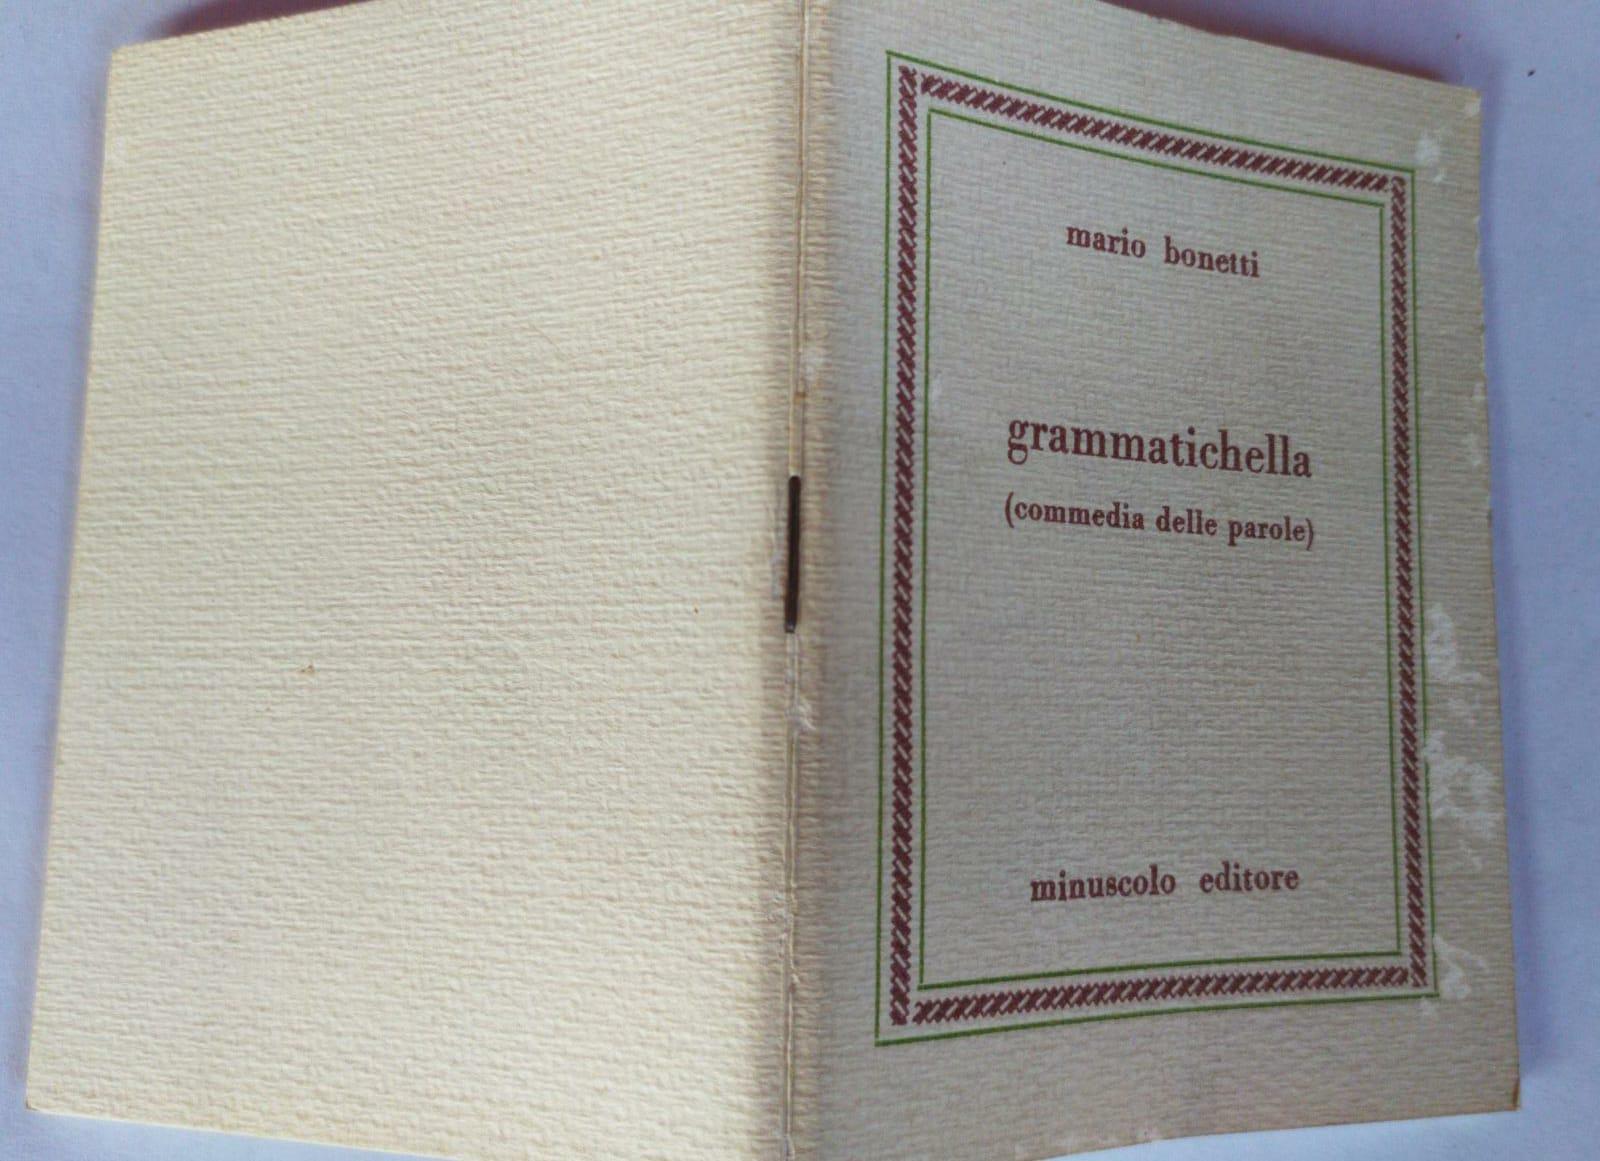 mario bonetti
grammatichella
(commedia delle parole)
minuscolo editore